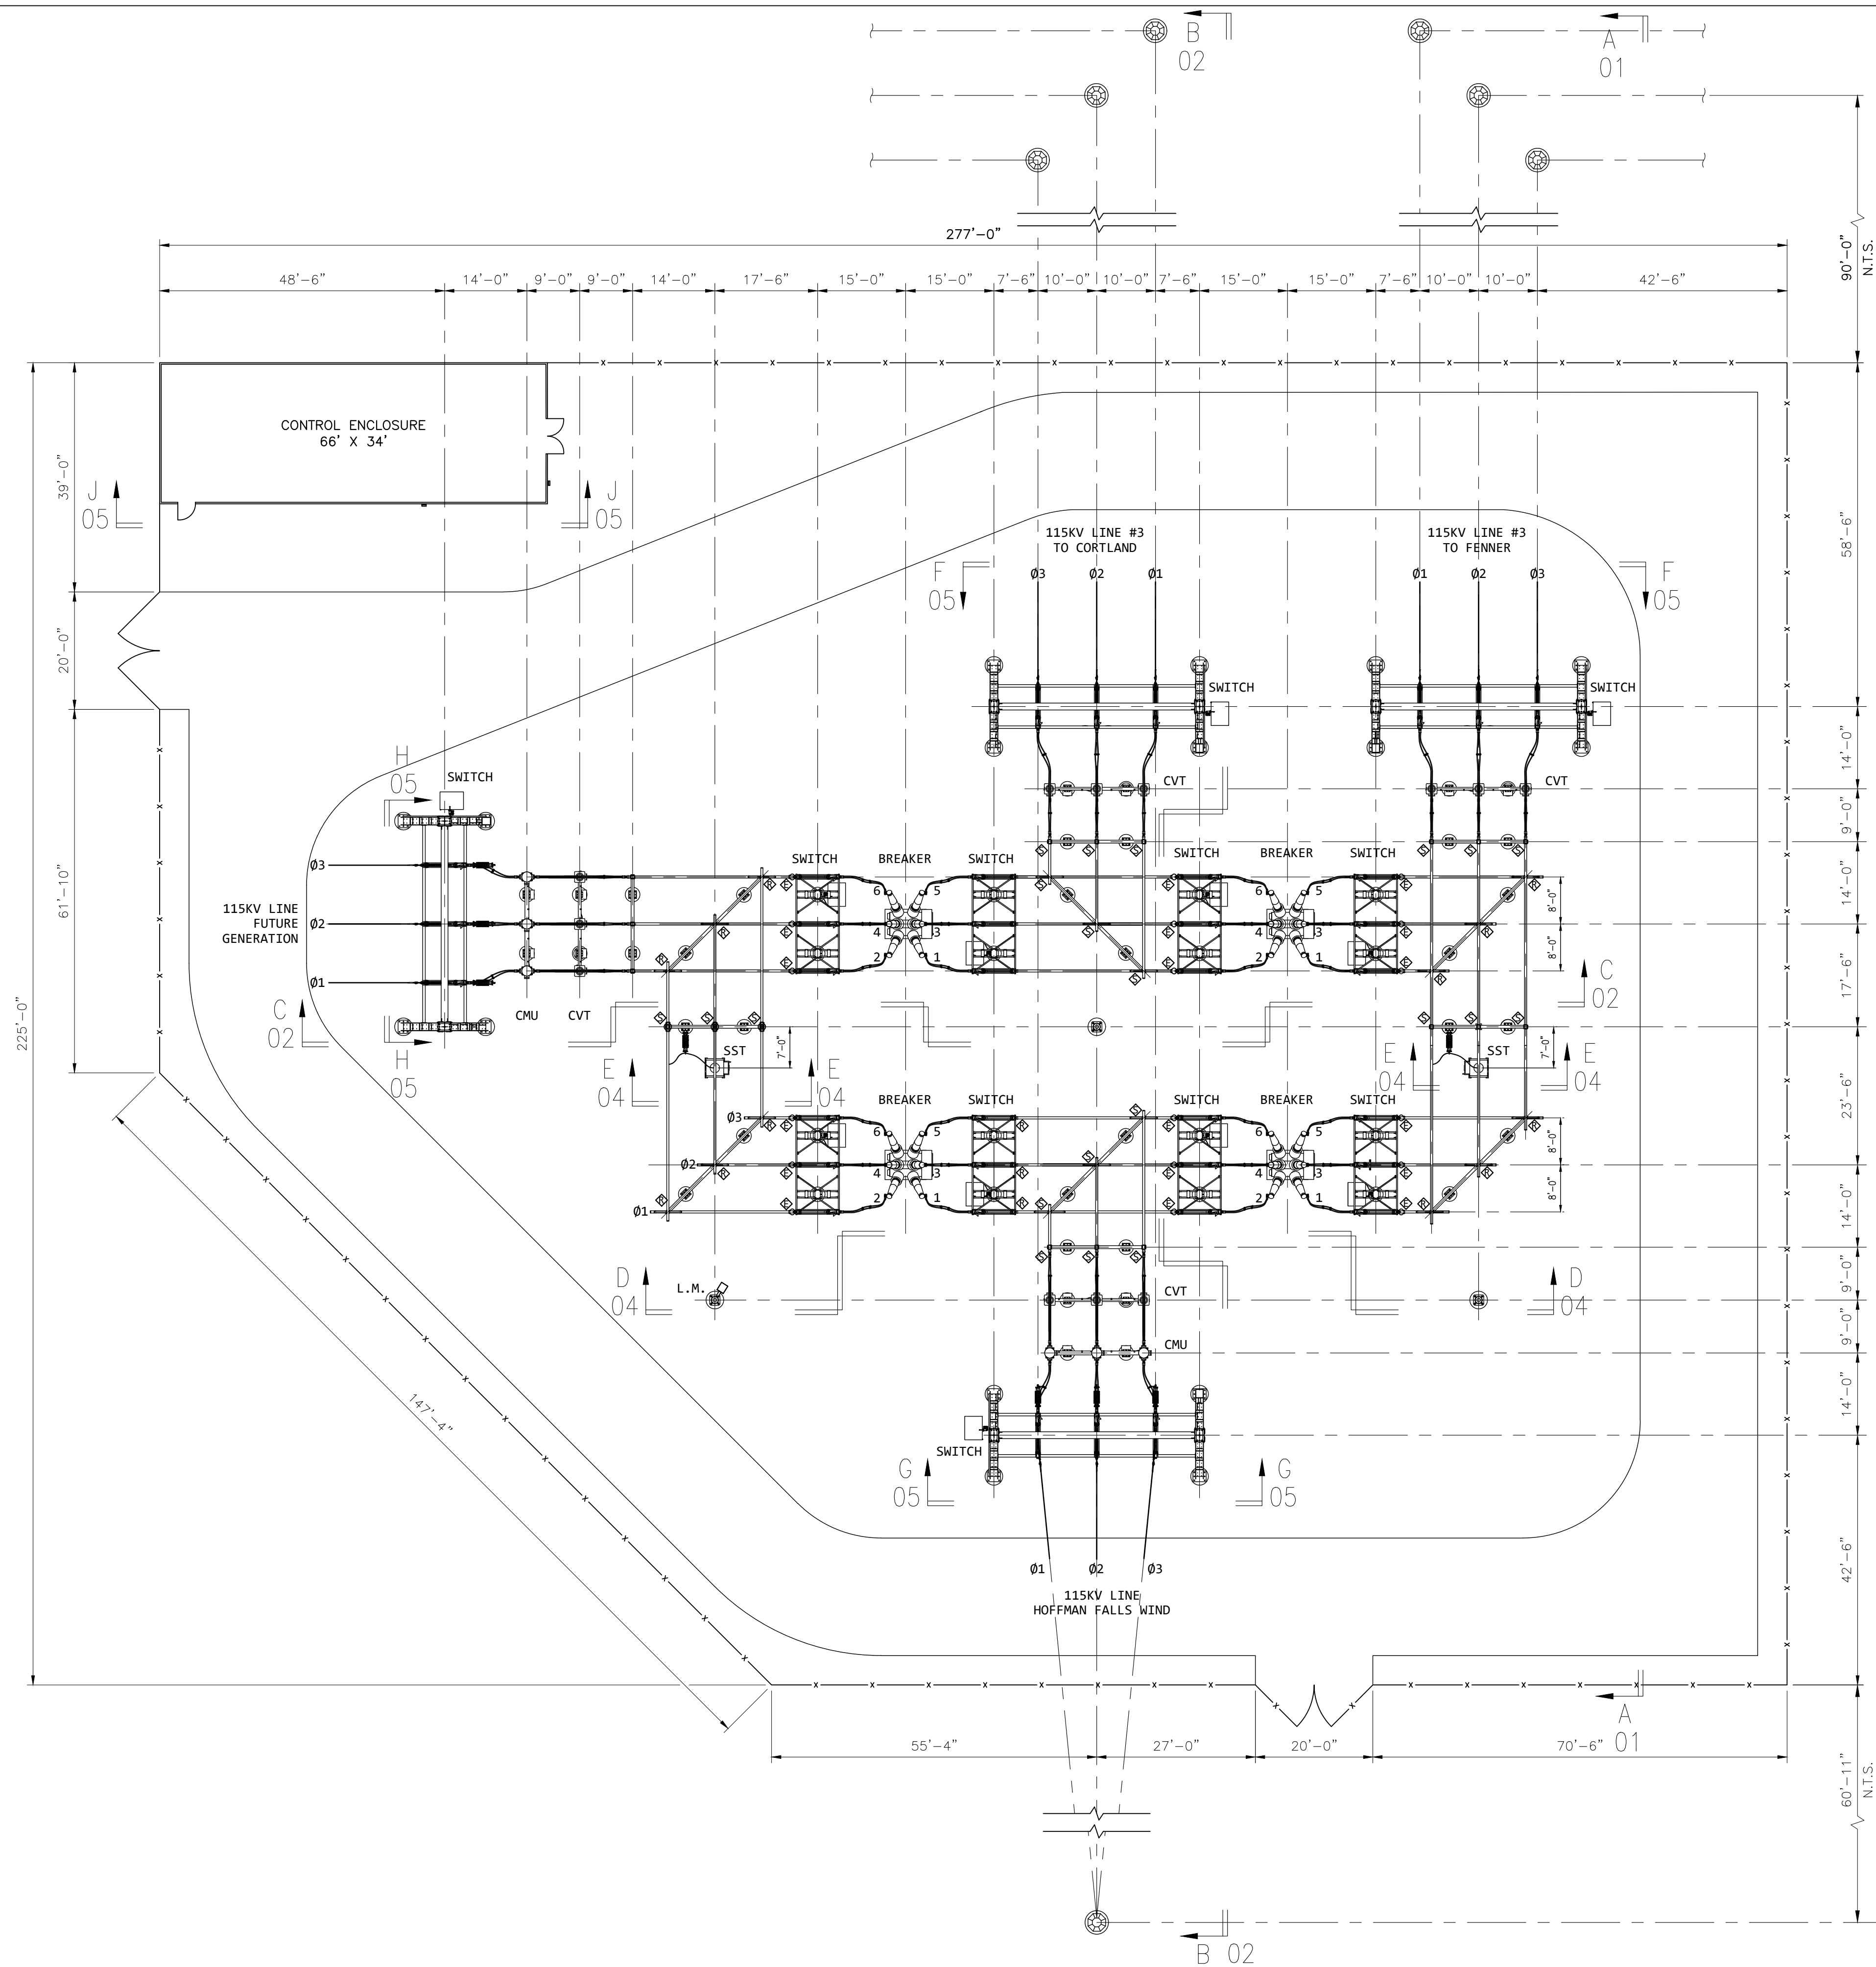 B
02
A
01
277'-0"
90'-0"
N.T.S.
48'-6"
14'-0"
9'-0"
9'-0"
14'-0"
17'-6"
15'-0"
15'-0"
7'-6"
10'-0"
10'-0"
7'-6"
15'-0"
15'-0"
7'-6"
10'-0"
10'-0"
42'-6"
CONTROL ENCLOSURE
66' X 34'
39'-0"
J
05
J
05
58'-6"
115KV LINE #3
TO CORTLAND
115KV LINE #3
TO FENNER
F
05
Ø3
Ø2
Ø1
Ø1
Ø2
Ø3
F
05
20'-0"
SWITCH
SWITCH
14'-0"
H
05
SWITCH
CVT
CVT
9'-0"
SWITCH
BREAKER
SWITCH
SWITCH
BREAKER
SWITCH
S
S
S
S
S
S
14'-0"
61'-10"
Ø3
R
E
6
5
R
S
E
6
5
E
R
8'-0"
115KV LINE
FUTURE
GENERATION
Ø2
R
E
4
3
R
S
E
4
3
E
R
8'-0"
R
E
2
1
R
S
E
2
1
E
R
Ø1
17'-6"
C
02
C
02
CMU
CVT
S
S
S
S
S
S
225'-0"
H
05
SST
7'-0"
SST
7'-0"
E
04
E
04
E
04
E
04
23'-6"
BREAKER
SWITCH
SWITCH
BREAKER
SWITCH
Ø3
R
E
6
5
R
S
E
6
5
E
R
8'-0"
Ø2
R
E
4
3
R
S
E
4
3
E
R
8'-0"
Ø1
R
E
2
1
R
S
E
2
1
E
R
14'-0"
S
S
S
D
04
L.M.
CVT
D
04
9'-0"
CMU
9'-0"
14'-0"
147'-4"
SWITCH
G
05
G
05
42'-6"
Ø1
Ø2
Ø3
115KV LINE
HOFFMAN FALLS WIND
A
01
55'-4"
27'-0"
20'-0"
70'-6"
60'-11"
N.T.S.
B 02